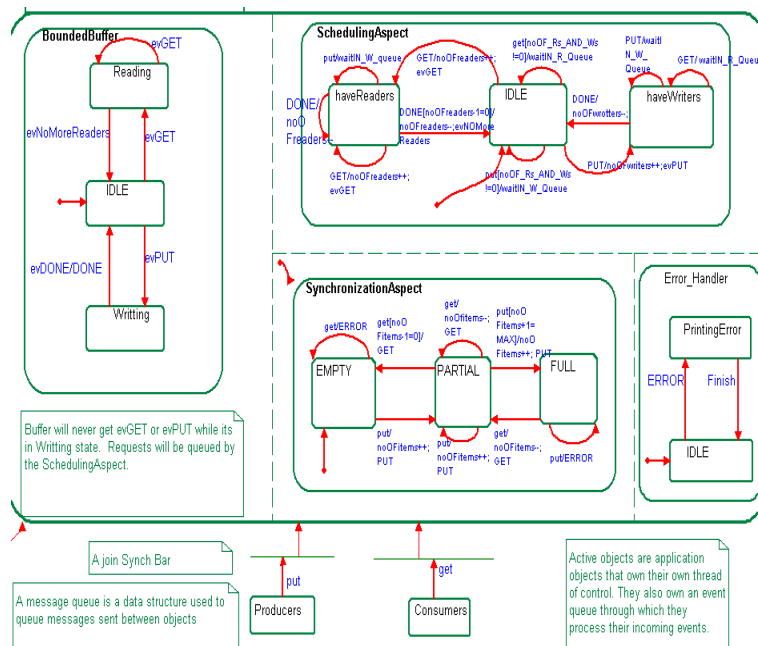 BoundedBuffer
evGET
Reading
evNoMoreReaders
evGET
IDLE
evDONE/DONE
evPUT
Writting
Buffer will never get evGET or evPUT while its
in Writting state. Requests will be queued by
the SchedulingAspect.
SchedulingAspect
put/waitIN_W_queue
GET/noOFreaders++;
evGET
get[noOF_Rs_AND_Ws
!=0]/waitIN_R_Queue
PUT/waitI
N_W_
Queue
GET/ waitIN_R_Queue
haveReaders
IDLE
haveWriters
DONE/
noO
Freaders--
DONE[noOFreaders-1=0]/
noOFreaders--;evNOMore
Readers
DONE/
noOFwrotters--;
GET/noOFreaders++;
evGET
put[noOF_Rs_AND_Ws
!=0]/waitIN_W_Queue
PUT/noOFwriters++;evPUT
SynchronizationAspect
get/ERROR
get[noO
Fitems-1=0]/
GET
get/
noOfitems--;
GET
put[noO
Fitems+1=
MAX]/noO
Fitems++; PUT
EMPTY
PARTIAL
FULL
put/
noOFitems++;
PUT
put/
noOFitems++;
PUT
get/
noOFitems--;
GET
put/ERROR
Error_Handler
PrintingError
ERROR
Finish
IDLE
A join Synch Bar
A message queue is a data structure used to
queue messages sent between objects
put
Producers
get
Consumers
Active objects are application
objects that own their own thread
of control. They also own an event
queue through which they
process their incoming events.